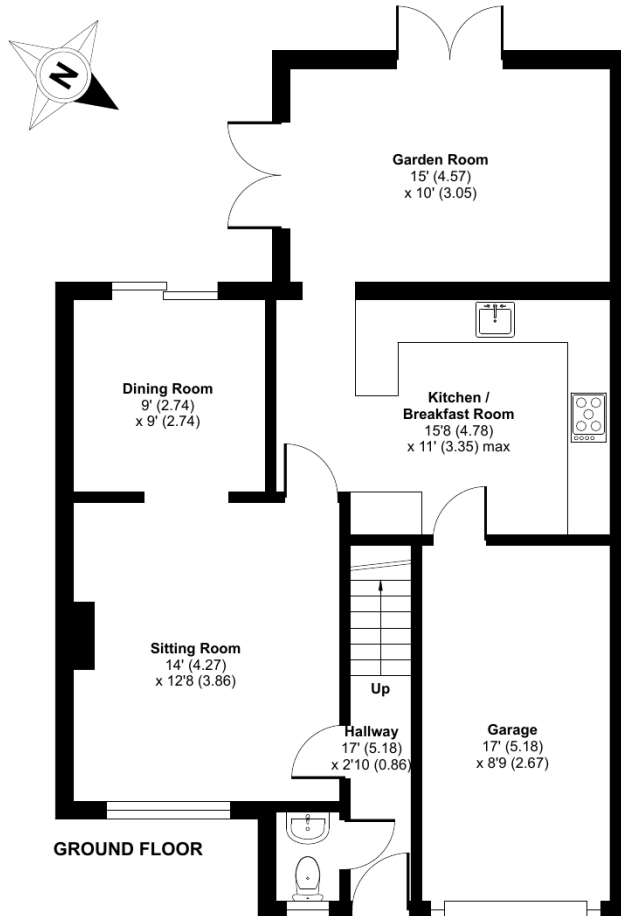 N
Garden Room
15' (4.57)
x 10' (3.05)
Dining Room
9' (2.74)
x 9' (2.74)
Kitchen /
Breakfast Room
15'8 (4.78)
x 11' (3.35) max
Sitting Room
14' (4.27)
x 12'8 (3.86)
Up
Hallway
17' (5.18)
x 2'10 (0.86)
Garage
17' (5.18)
x 8'9 (2.67)
GROUND FLOOR